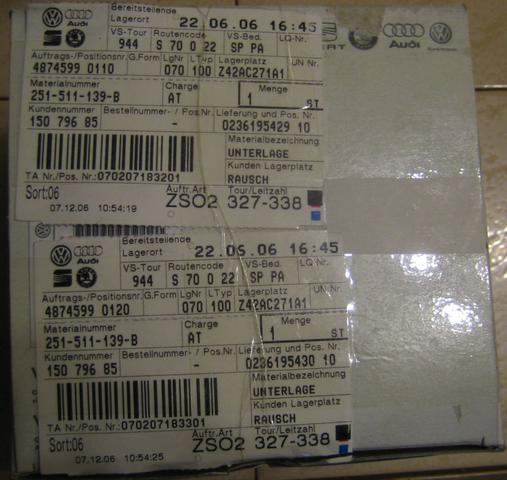 Bereitstellende
Lagerort 22.06.06 16:45
Audi
VS-Tour Routencode VS-Bed. LQ-Nr.
944 S 70 0 22 SP PA
Auftrags-/Positionsnr. G.Form LgNr LTyp Lagerplatz UN Nr.
4874599 0110 070 100 Z42AC271A1
Materialnummer Charge Menge
251-511-139-B AT 1 ST
Kundennummer Bestellnummer- / Pos.Nr. Lieferung und Pos. Nr.
150 796 85 - 0236195429 10
Materialbezeichnung
UNTERLAGE
Kunden Lagerplatz
TA Nr./Pos. Nr.:070207183201 RAUSCH
Sort:06 Auftr.Art Tour/Leitzahl
ZSO2 327-338
07.12.06 10:54:19
Audi
Bereitstellende
Lagerort 22.06.06 16:45
VS-Tour Routencode VS-Bed. LQ Nr.
944 S 70 0 22 SP PA
Auftrags-/Positionsnr. G.Form LgNr LTyp Lagerplatz UN-Nr.
4874599 0120 070 100 Z42AC271A1
Materialnummer Charge Menge
251-511-139-B AT 1 ST
Kundennummer Bestellnummer- / Pos.Nr. Lieferung und Pos. Nr.
150 796 85 - 0236195430 10
Materialbezeichnung
UNTERLAGE
Kunden Lagerplatz
TA Nr./Pos. Nr.:070207183301 RAUSCH
Sort:06 Auftr.Art Tour/Leitzahl
ZSO2 327-338
07.12.06 10:54:25